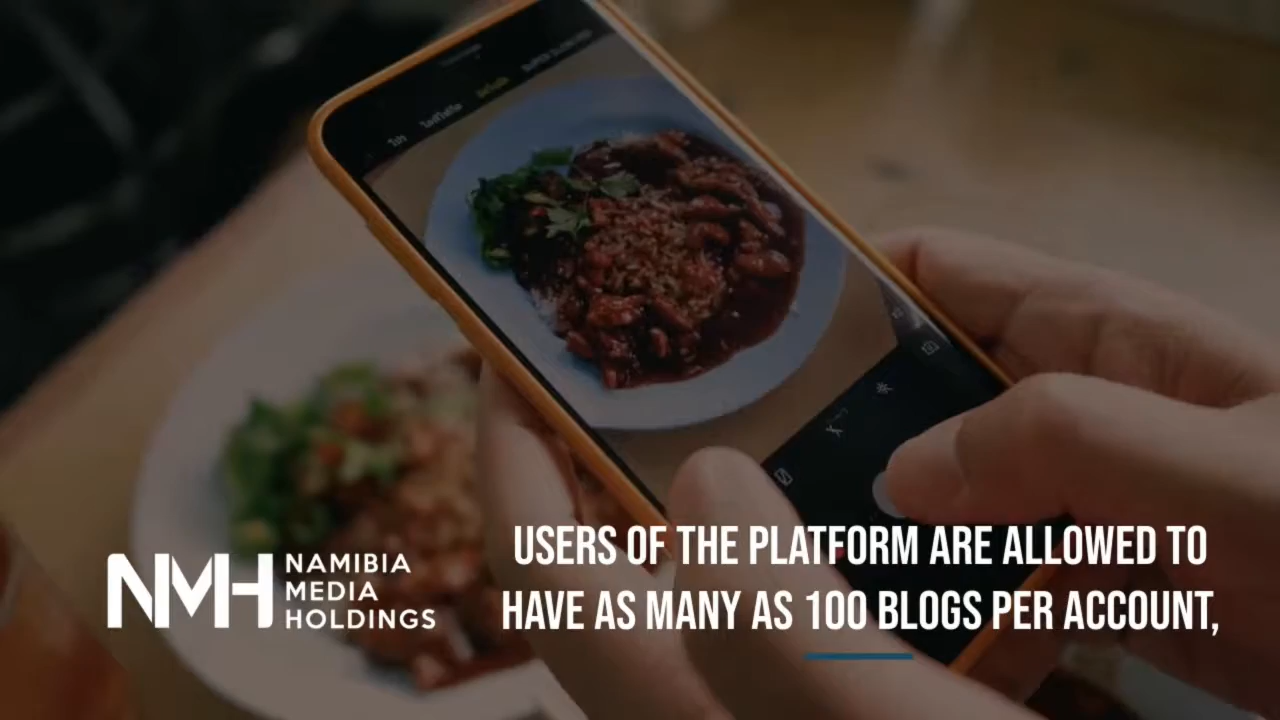 NMH
NAMIBIA
MEDIA
HOLDINGS
USERS OF THE PLATFORM ARE ALLOWED TO
HAVE AS MANY AS 100 BLOGS PER ACCOUNT,